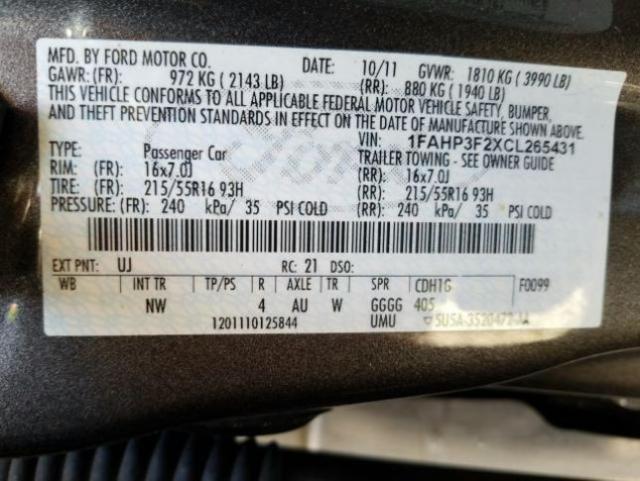 MFD. BY FORD MOTOR CO.
DATE: 10/11 GVWR: 1810 KG ( 3990 LB)
GAWR: (FR): 972 KG ( 2143 LB) (RR): 880 KG ( 1940 LB)
THIS VEHICLE CONFORMS TO ALL APPLICABLE FEDERAL MOTOR VEHICLE SAFETY, BUMPER,
AND THEFT PREVENTION STANDARDS IN EFFECT ON THE DATE OF MANUFACTURE SHOWN ABOVE.
VIN: 1FAHP3F2XCL265431
TYPE: Passenger Car TRAILER TOWING - SEE OWNER GUIDE
RIM: (FR): 16x7.0J (RR): 16x7.0J
TIRE: (FR): 215/55R16 93H (RR): 215/55R16 93H
PRESSURE: (FR): 240 kPa/ 35 PSI COLD (RR): 240 kPa/ 35 PSI COLD
EXT PNT: UJ RC: 21 DSO:
WB INT TR TP/PS R AXLE TR SPR CDH1G F0099
NW 4 AU W GGGG 405
1201110125844 UMU ▽ 5U5A-3520472-AA